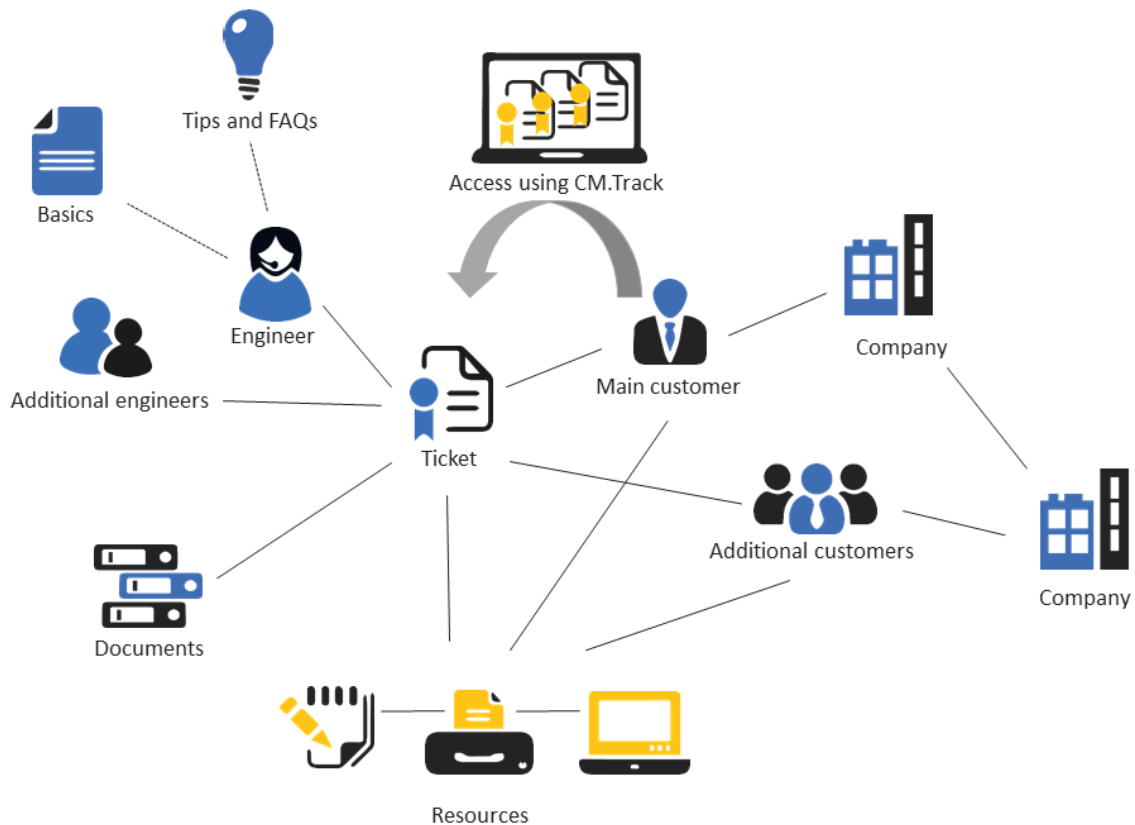 Tips and FAQs
Access using CM.Track
Basics
Engineer
Company
Main customer
Additional engineers
Ticket
Additional customers
Company
Documents
Resources